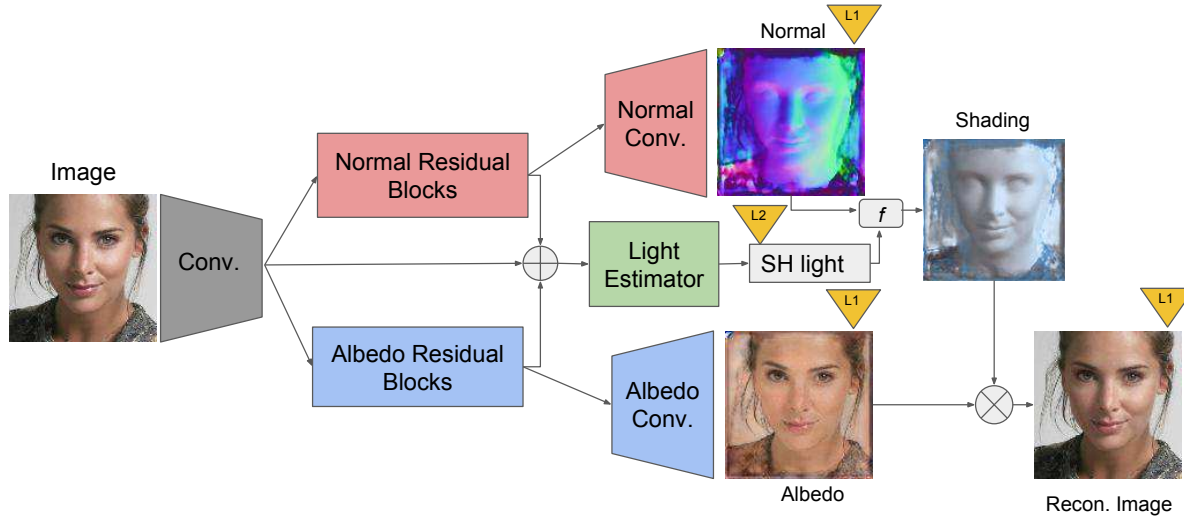 L1
Normal
Normal
Conv.
Shading
Image
Normal Residual
Blocks
f
L2
Conv.
Light
Estimator
SH light
L1
L1
Albedo Residual
Blocks
Albedo
Conv.
Albedo
Recon. Image